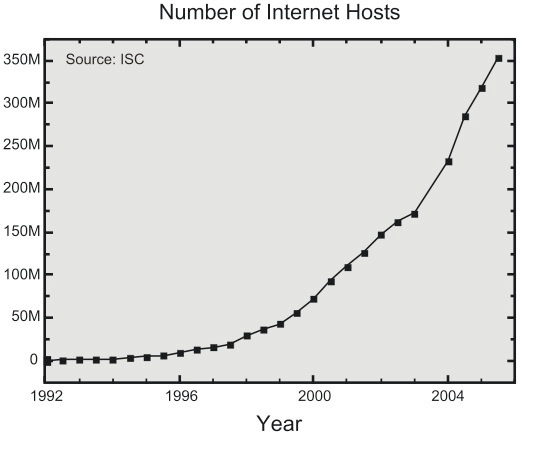 Number of Internet Hosts
Source: ISC
350M
300M
250M
200M
150M
100M
50M
0
1992 1996 2000 2004
Year